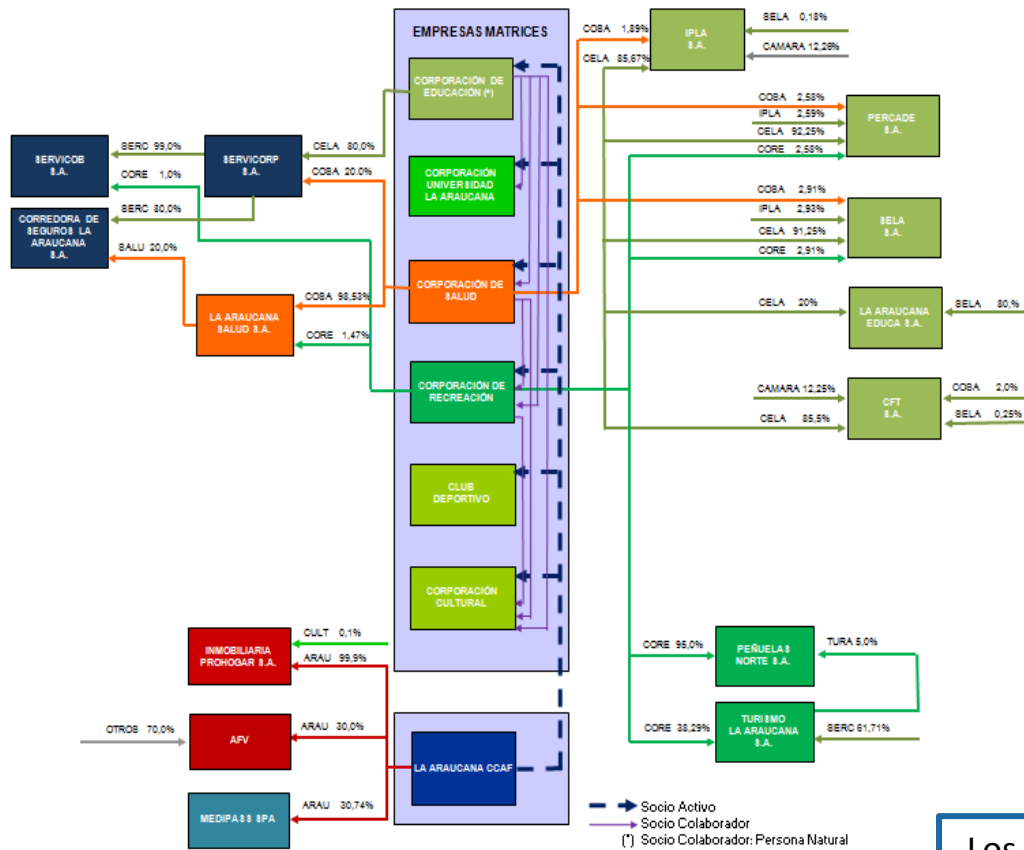 EMPRESAS MATRICES
CORPORACIÓN DE
EDUCACIÓN (*)
CORPORACIÓN
UNIVERSIDAD
LA ARAUCANA
CORPORACIÓN DE
SALUD
CORPORACIÓN DE
RECREACIÓN
CLUB
DEPORTIVO
CORPORACIÓN
CULTURAL
LA ARAUCANA CCAF
SERVICOB
S.A.
SERC 99,0%
CORE 1,0%
SERVICORP
S.A.
CELA 80,0%
COBA 20.0%
CORREDORA DE
SEGUROS LA
ARAUCANA
S.A.
SERC 80,0%
SALU 20,0%
LA ARAUCANA
SALUD S.A.
COBA 98,53%
CORE 1,47%
INMOBILIARIA
PROHOGAR S.A.
CULT 0,1%
ARAU 99,9%
OTROS 70,0%
AFV
ARAU 30,0%
MEDIPASS SPA
ARAU 30,74%
COBA 1,89%
CELA 85,67%
IPLA
S.A.
SELA 0,18%
CAMARA 12,26%
COBA 2,58%
IPLA 2,59%
CELA 92,25%
CORE 2,58%
PERCADE
S.A.
COBA 2,91%
IPLA 2,93%
CELA 91,25%
CORE 2,91%
SELA
S.A.
CELA 20%
LA ARAUCANA
EDUCA S.A.
SELA 80,%
CAMARA 12,25%
CELA 85,5%
CFT
S.A.
COBA 2,0%
SELA 0,25%
CORE 95,0%
PEÑUELAS
NORTE S.A.
TURA 5,0%
CORE 38,29%
TURISMO
LA ARAUCANA
S.A.
SERC 61,71%
Socio Activo
Socio Colaborador
(*) Socio Colaborador: Persona Natural
Los